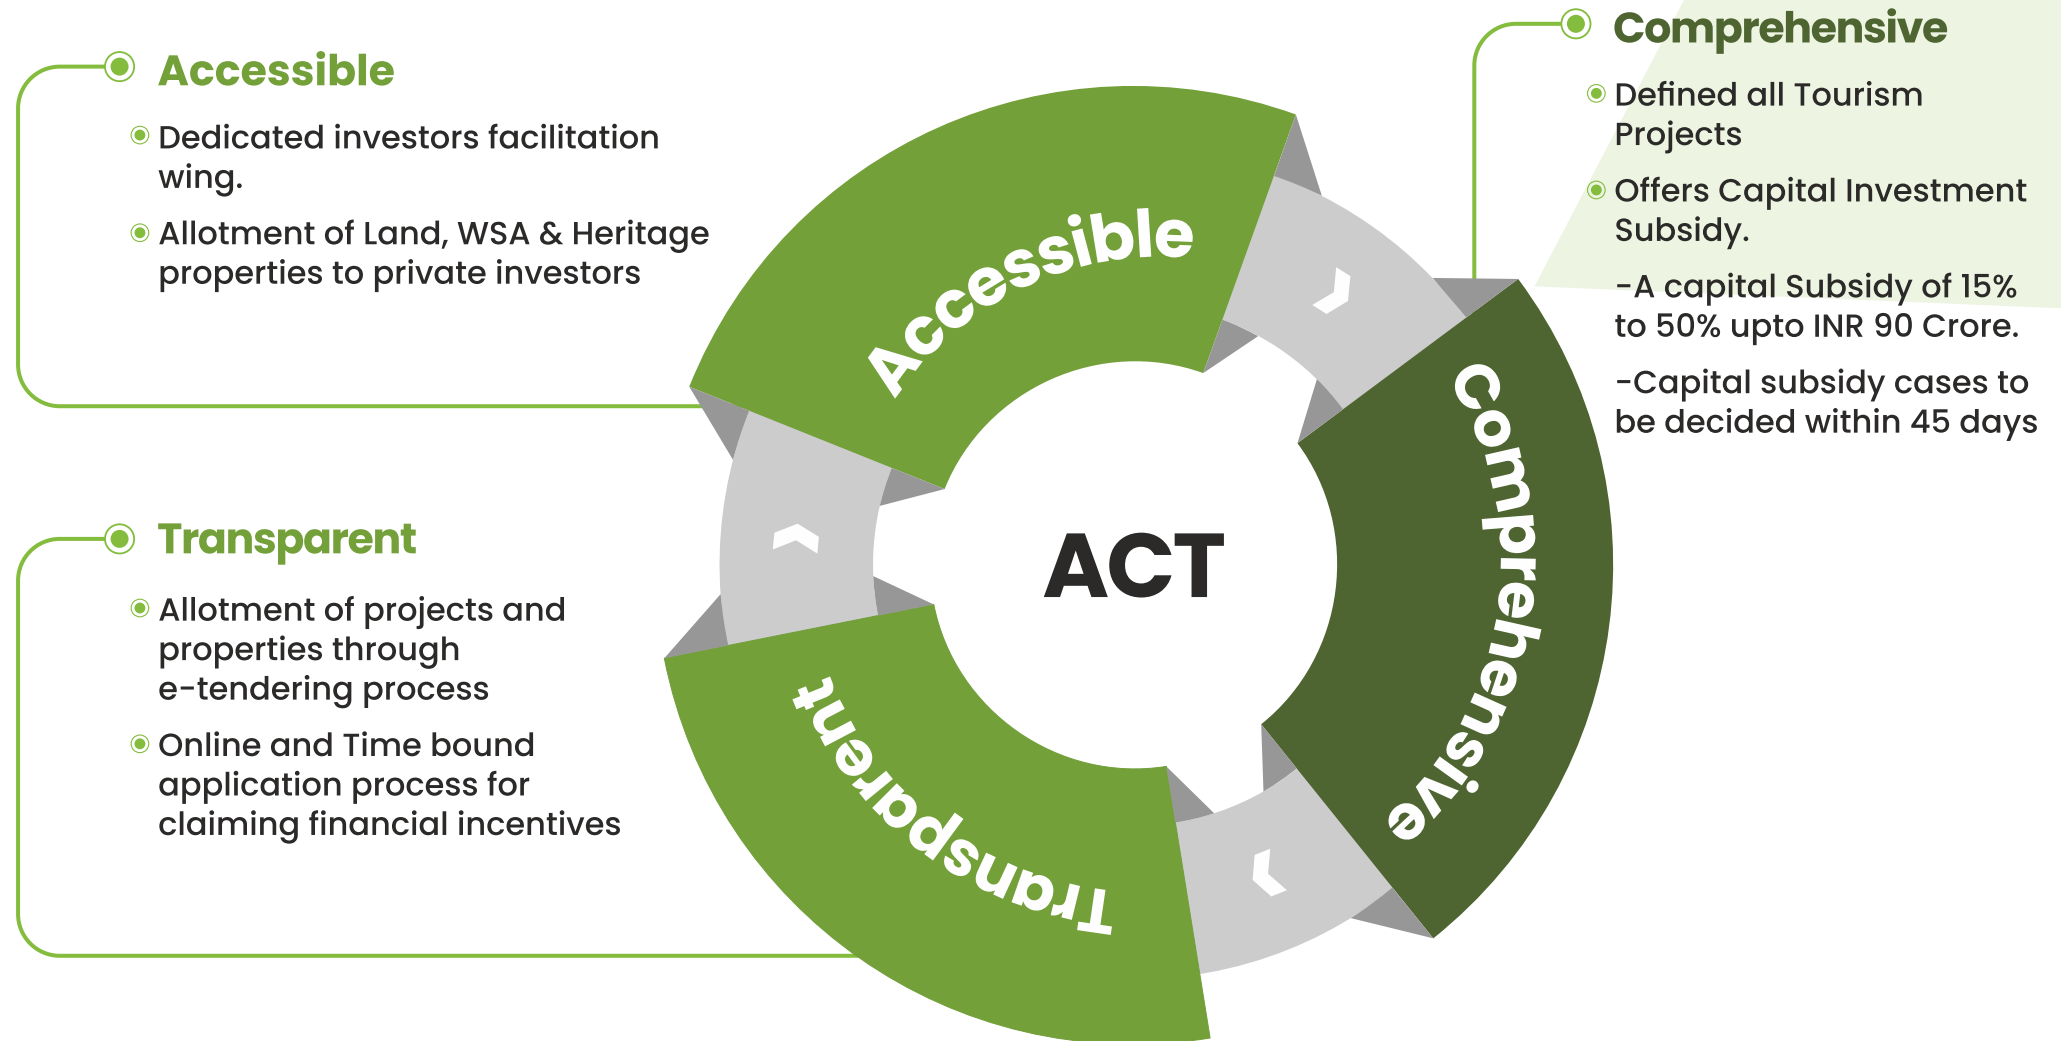 Accessible
Dedicated investors facilitation
wing.
Allotment of Land, WSA & Heritage
properties to private investors
Transparent
Allotment of projects and
properties through
e-tendering process
Online and Time bound
application process for
claiming financial incentives
Accessible
Comprehensive
Transparent
ACT
Comprehensive
Defined all Tourism
Projects
Offers Capital Investment
Subsidy.
-A capital Subsidy of 15%
to 50% upto INR 90 Crore.
-Capital subsidy cases to
be decided within 45 days